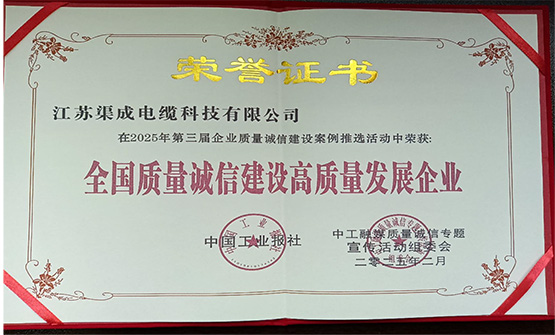 荣誉证书
江苏渠成电缆科技有限公司
在2025年第三届企业质量诚信建设案例推选活动中荣获:
全国质量诚信建设高质量发展企业
中国工业报社
中工融媒质量诚信专题
宣传活动组委会
二〇二五年二月